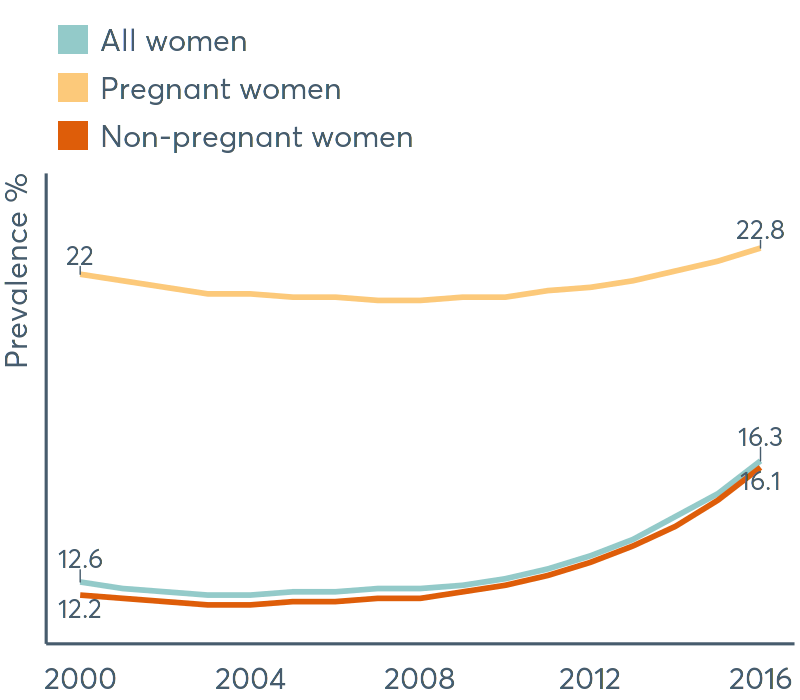 All women
Pregnant women
Non-pregnant women
Prevalence %
22
22.8
16.3
16.1
12.6
12.2
2000 2004 2008 2012 2016